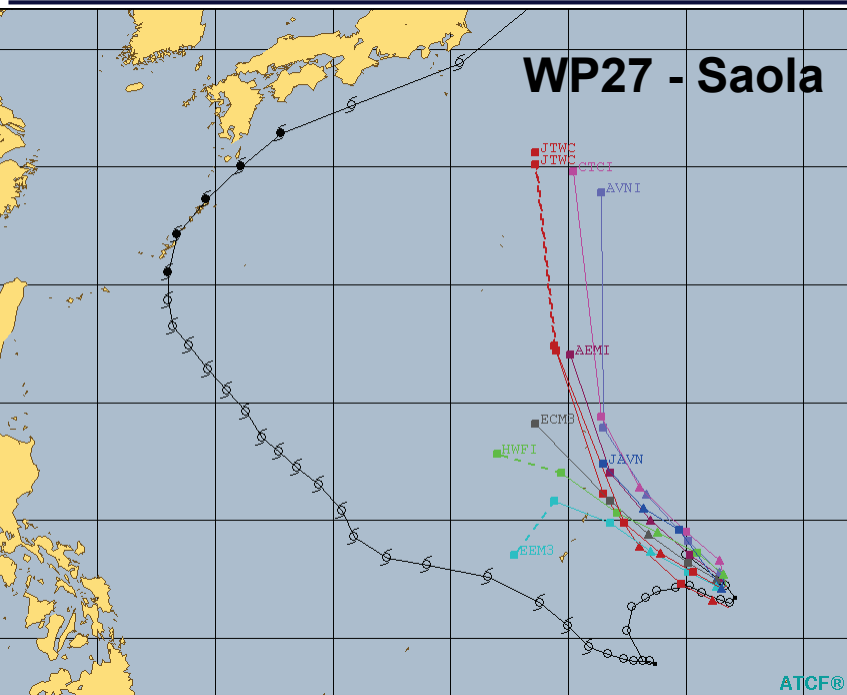 WP27 - Saola
JTWC
JTWC
CTCI
AVNI
AEMI
ECM3
HWFI
JAVN
EEM3
ATCF®